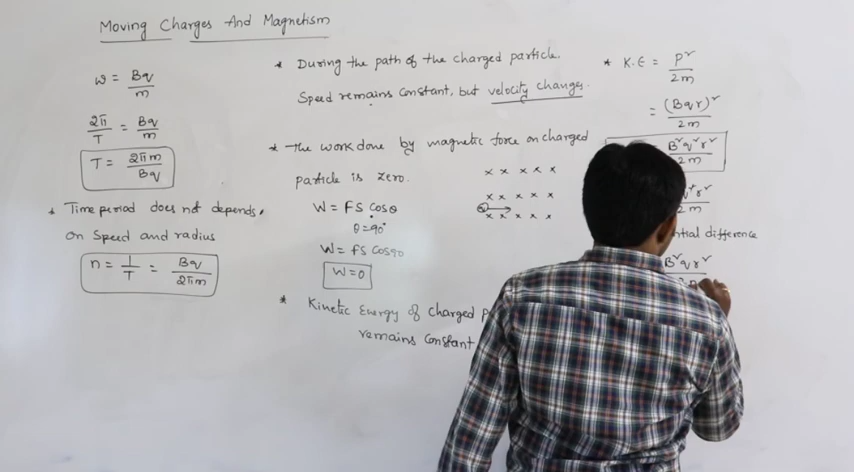 Moving Charges And Magnetism
ω = Bq/m
2π/T = Bq/m
T = 2πm/Bq
* Time period does not depends
on Speed and radius
n = 1/T = Bq/2πm
* During the path of the charged particle.
Speed remains constant, but velocity changes.
* The work done by magnetic force on charged
particle is zero.
W = FS cosθ
θ = 90°
W = FS cos90
W = 0
x x x x x
x x x x x
x x x x x
* Kinetic Energy of charged
remains constant
* K.E = P²/2m
= (Bqr)²/2m
B²q²r²/2m
r²/2m
difference
B²qr²